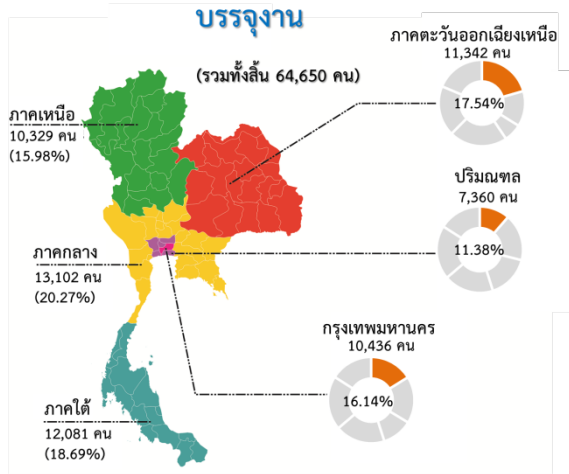 บรรจุงาน
(รวมทั้งสิ้น 64,650 คน)
ภาคตะวันออกเฉียงเหนือ
11,342 คน
17.54%
ภาคเหนือ
10,329 คน
(15.98%)
ปริมณฑล
7,360 คน
11.38%
ภาคกลาง
13,102 คน
(20.27%)
กรุงเทพมหานคร
10,436 คน
16.14%
ภาคใต้
12,081 คน
(18.69%)